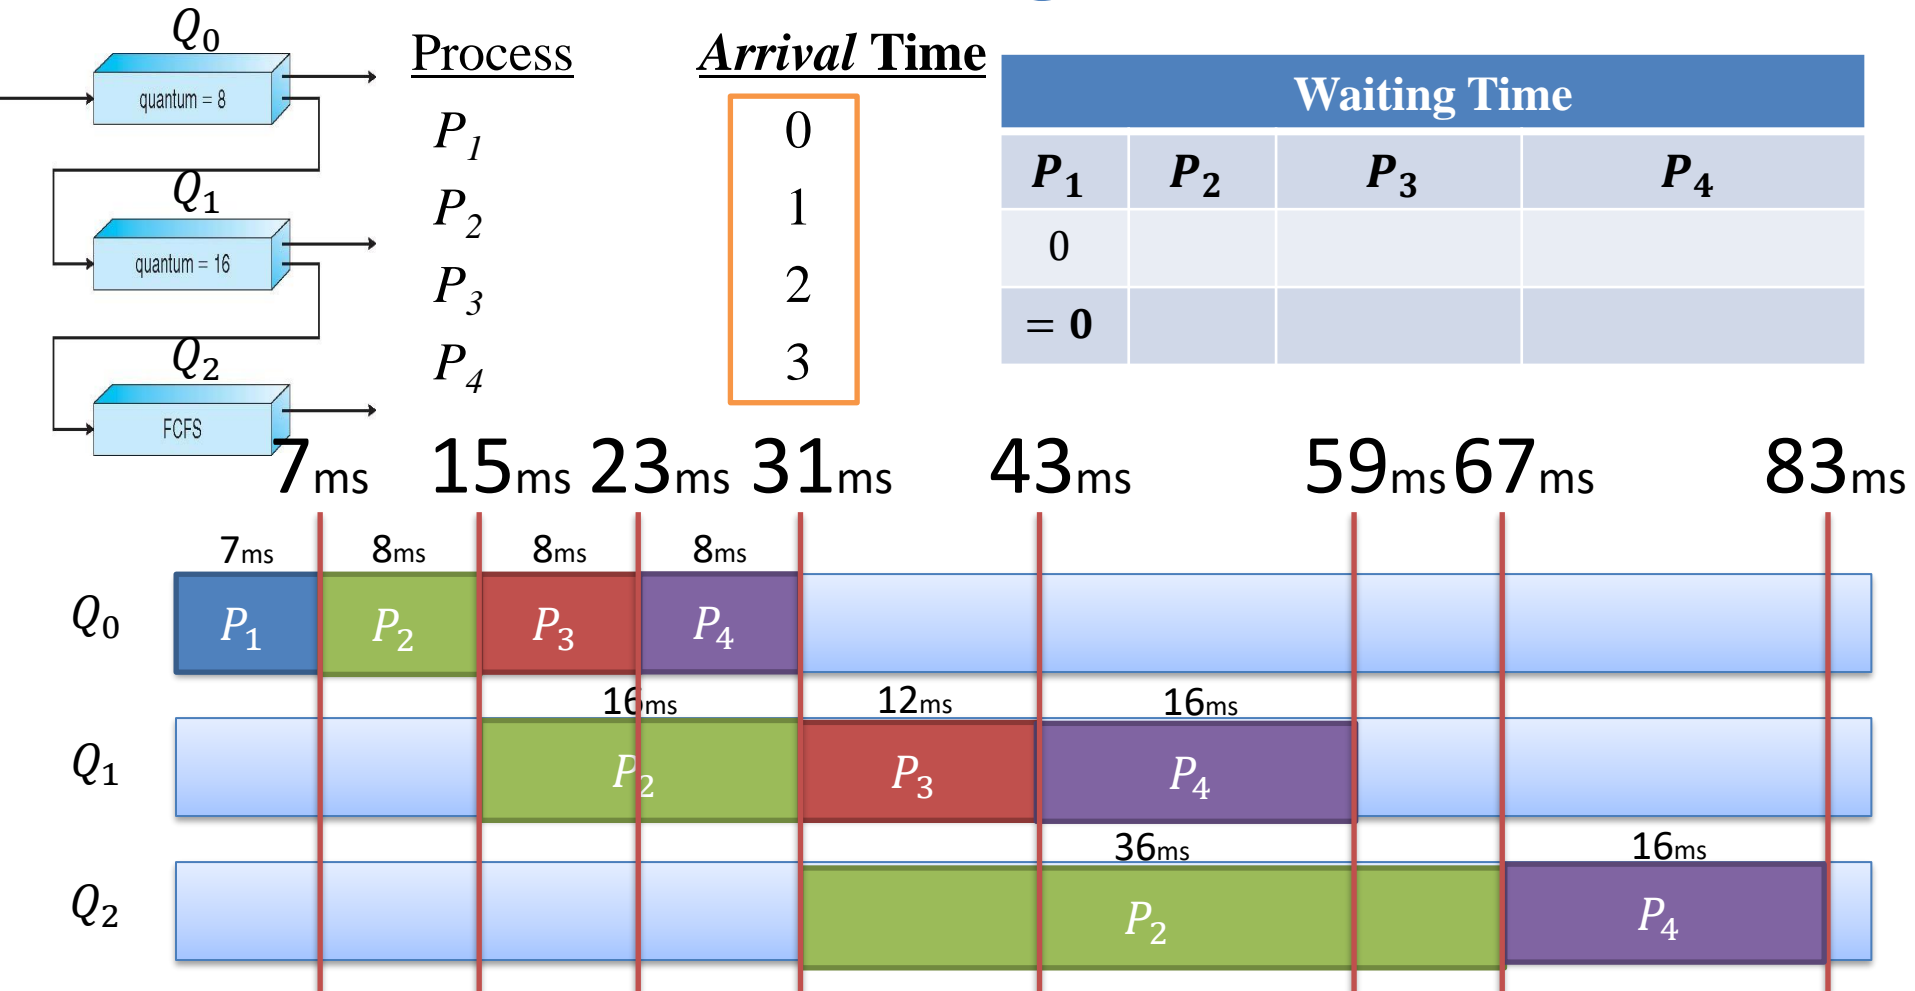 Q₀
quantum = 8
Q₁
quantum = 16
Q₂
FCFS
Process Arrival Time
P₁ 0
P₂ 1
P₃ 2
P₄ 3
Waiting Time
P₁ P₂ P₃ P₄
0
= 0
7ms 15ms 23ms 31ms 43ms 59ms 67ms 83ms
7ms 8ms 8ms 8ms
Q₀ P₁ P₂ P₃ P₄
16ms 12ms 16ms
Q₁ P₂ P₃ P₄
36ms 16ms
Q₂ P₂ P₄